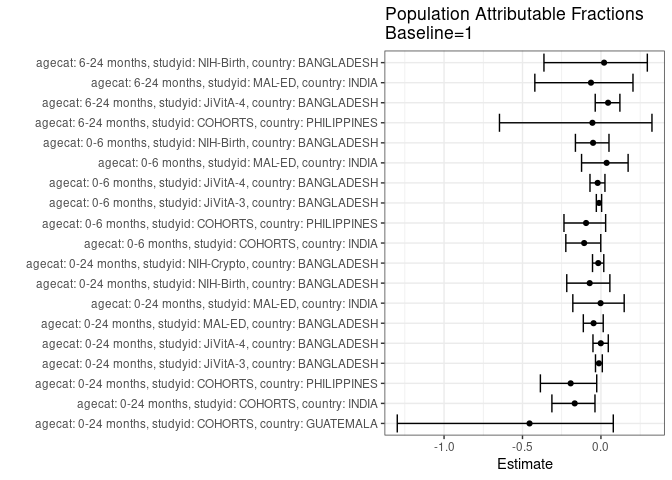 Population Attributable Fractions
Baseline=1
agecat: 6-24 months, studyid: NIH-Birth, country: BANGLADESH
agecat: 6-24 months, studyid: MAL-ED, country: INDIA
agecat: 6-24 months, studyid: JiVitA-4, country: BANGLADESH
agecat: 6-24 months, studyid: COHORTS, country: PHILIPPINES
agecat: 0-6 months, studyid: NIH-Birth, country: BANGLADESH
agecat: 0-6 months, studyid: MAL-ED, country: INDIA
agecat: 0-6 months, studyid: JiVitA-4, country: BANGLADESH
agecat: 0-6 months, studyid: JiVitA-3, country: BANGLADESH
agecat: 0-6 months, studyid: COHORTS, country: PHILIPPINES
agecat: 0-6 months, studyid: COHORTS, country: INDIA
agecat: 0-24 months, studyid: NIH-Crypto, country: BANGLADESH
agecat: 0-24 months, studyid: NIH-Birth, country: BANGLADESH
agecat: 0-24 months, studyid: MAL-ED, country: INDIA
agecat: 0-24 months, studyid: MAL-ED, country: BANGLADESH
agecat: 0-24 months, studyid: JiVitA-4, country: BANGLADESH
agecat: 0-24 months, studyid: JiVitA-3, country: BANGLADESH
agecat: 0-24 months, studyid: COHORTS, country: PHILIPPINES
agecat: 0-24 months, studyid: COHORTS, country: INDIA
agecat: 0-24 months, studyid: COHORTS, country: GUATEMALA
-1.0 -0.5 0.0
Estimate